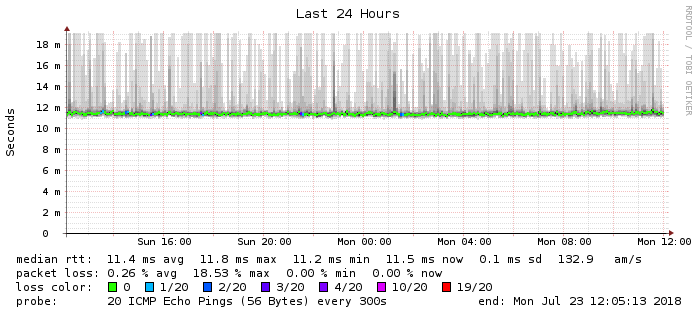 Last 24 Hours
RRDTOOL / TOBI OETIKER
Seconds
18 m
16 m
14 m
12 m
10 m
8 m
6 m
4 m
2 m
0
Sun 16:00 Sun 20:00 Mon 00:00 Mon 04:00 Mon 08:00 Mon 12:00
median rtt: 11.4 ms avg 11.8 ms max 11.2 ms min 11.5 ms now 0.1 ms sd 132.9 am/s
packet loss: 0.26 % avg 18.53 % max 0.00 % min 0.00 % now
loss color: 0 1/20 2/20 3/20 4/20 10/20 19/20
probe: 20 ICMP Echo Pings (56 Bytes) every 300s end: Mon Jul 23 12:05:13 2018